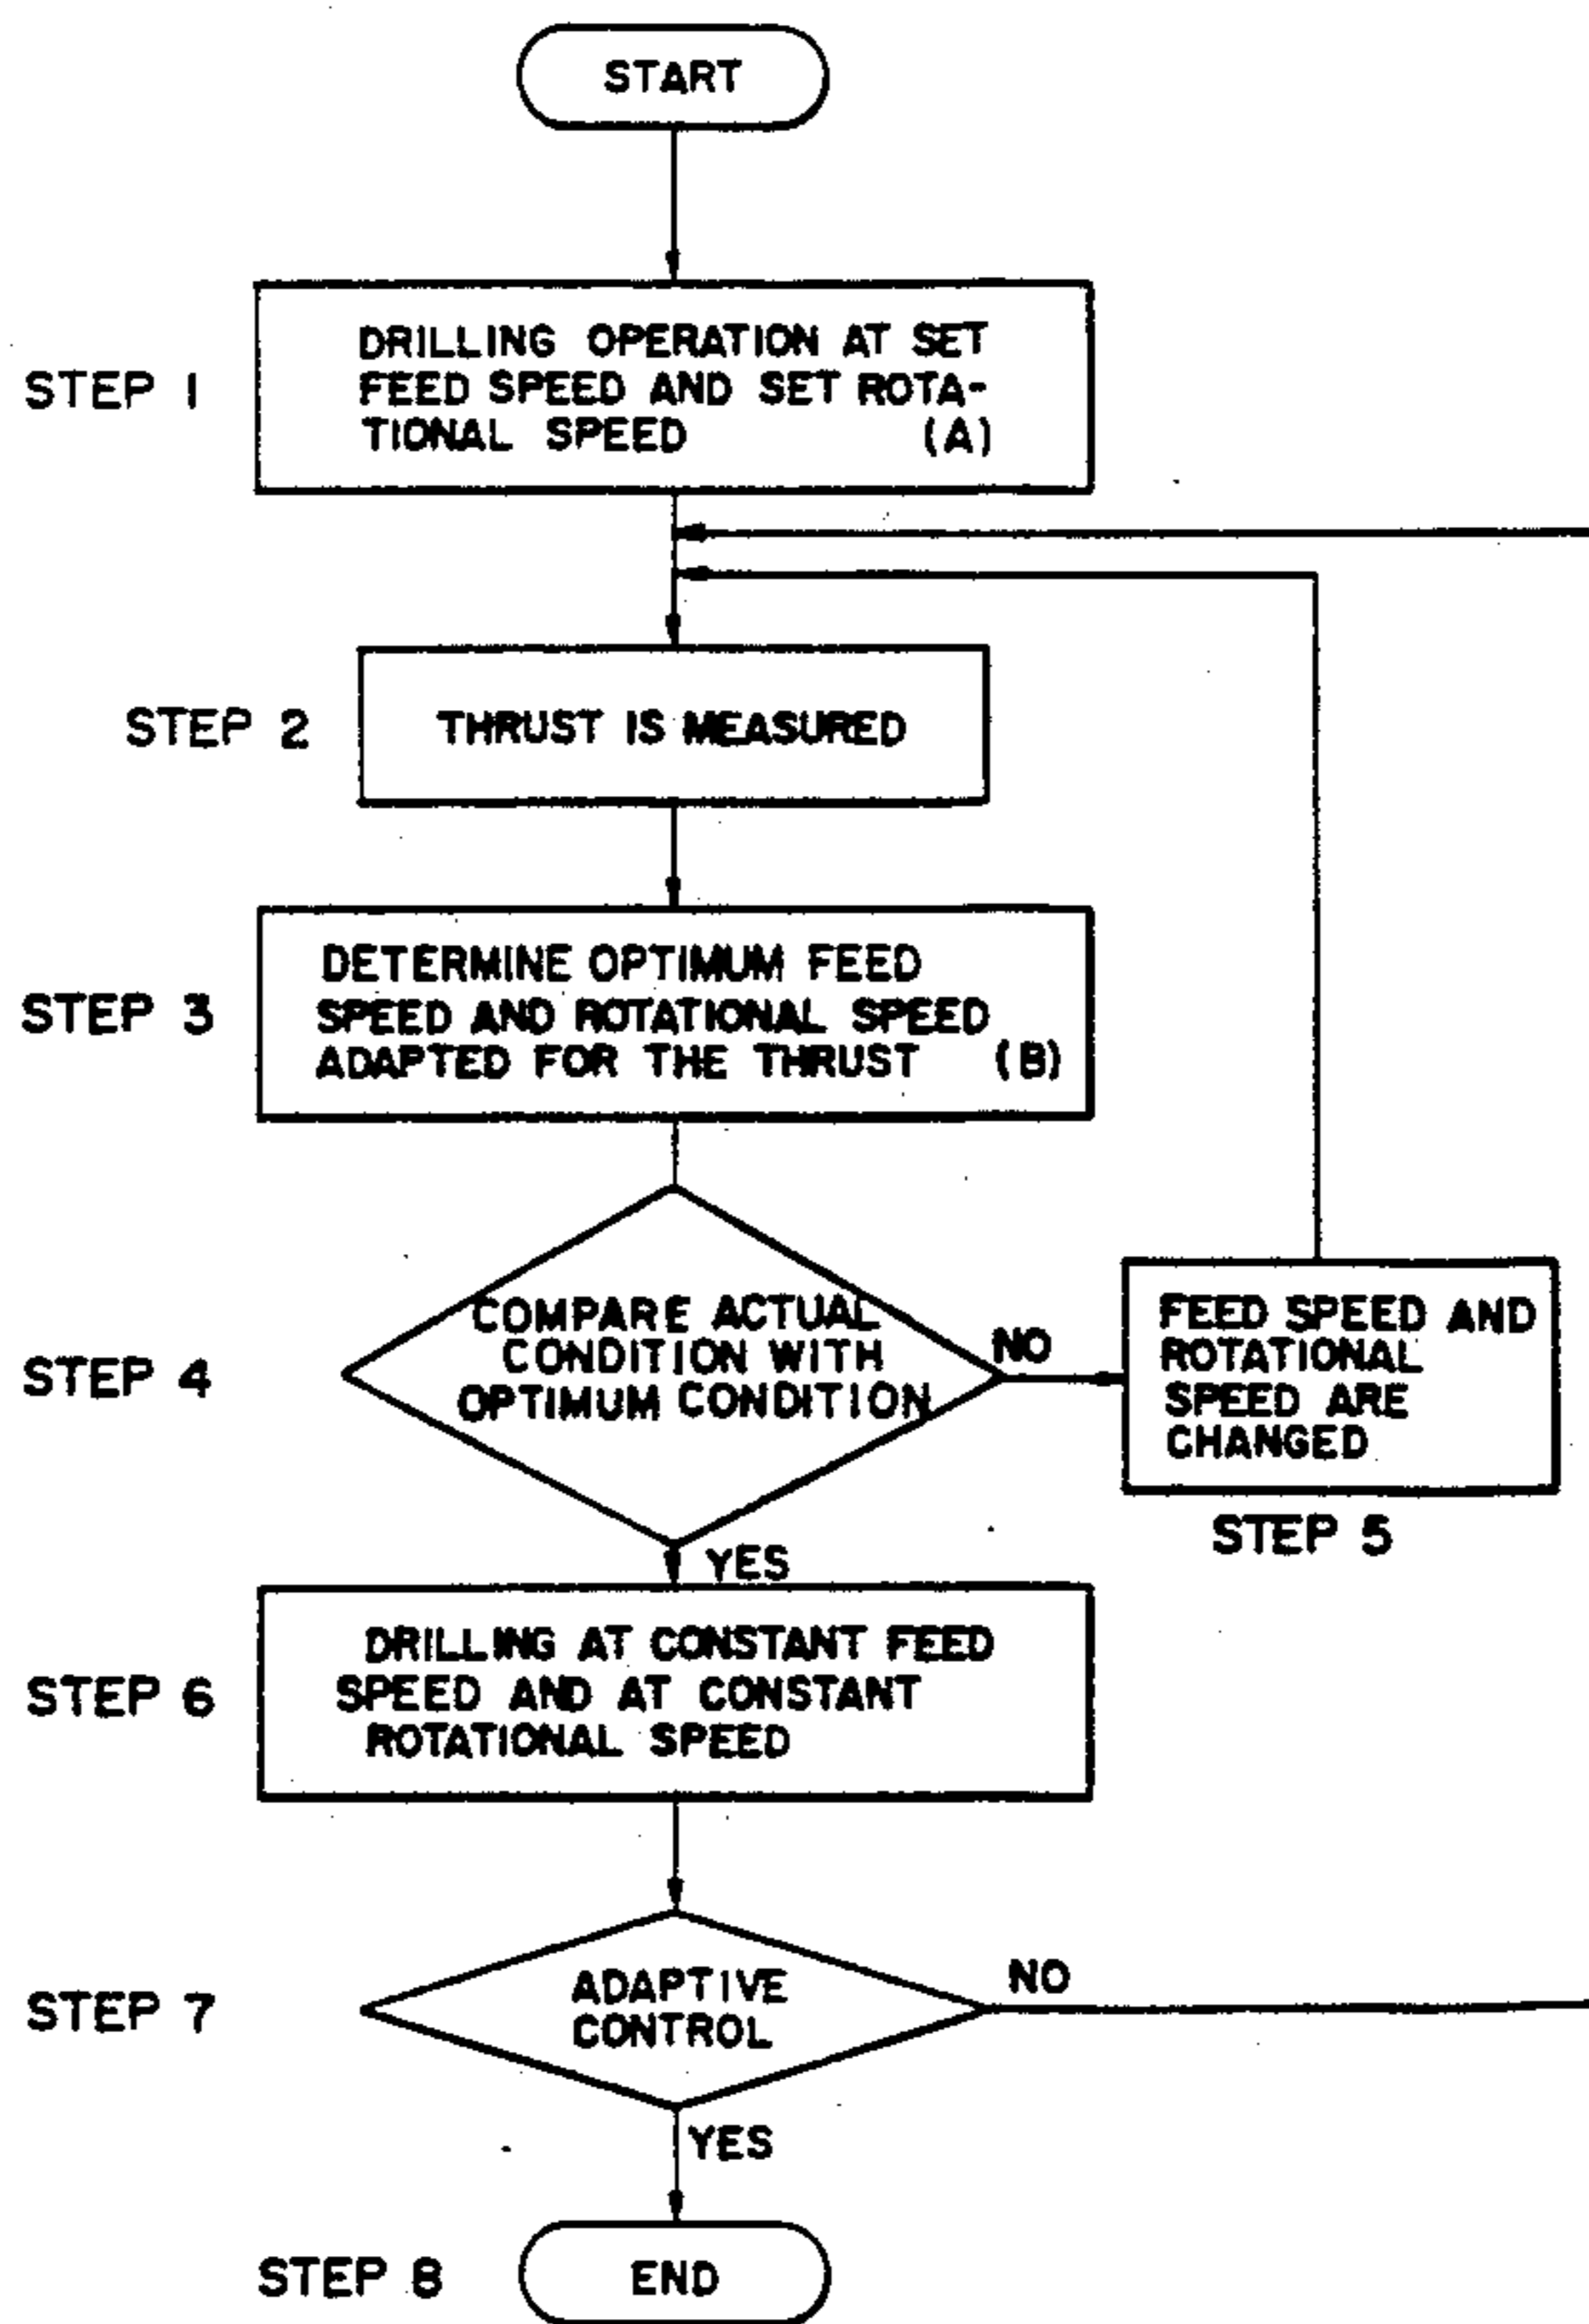 START
STEP 1
DRILLING OPERATION AT SET
FEED SPEED AND SET ROTA-
TIONAL SPEED (A)
STEP 2
THRUST IS MEASURED
STEP 3
DETERMINE OPTIMUM FEED
SPEED AND ROTATIONAL SPEED
ADAPTED FOR THE THRUST (B)
STEP 4
COMPARE ACTUAL
CONDITION WITH
OPTIMUM CONDITION
NO
FEED SPEED AND
ROTATIONAL
SPEED ARE
CHANGED
STEP 5
YES
STEP 6
DRILLING AT CONSTANT FEED
SPEED AND AT CONSTANT
ROTATIONAL SPEED
STEP 7
ADAPTIVE
CONTROL
NO
YES
STEP 8
END